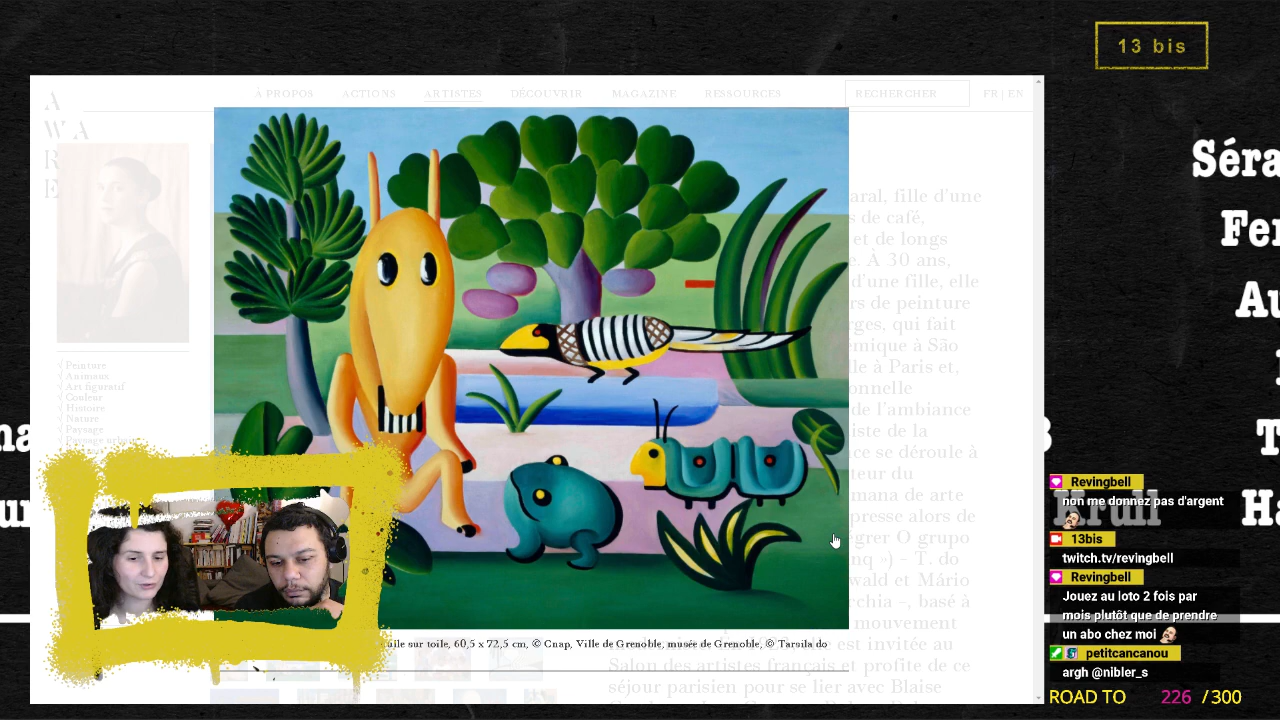 13 bis
À PROPOS ACTIONS ARTISTES DÉCOUVRIR MAGAZINE RESSOURCES RECHERCHER FR | EN
A
W A
R
E
Séra
Fer
Au
na
T
Krull
Ha
aral, fille d'une
s de café,
et de longs
e. À 30 ans,
d'une fille, elle
rs de peinture
rges, qui fait
émique à São
lle à Paris et,
onnelle
de l'ambiance
iste de la
ce se déroule à
teur du
mana de arte
presse alors de
égrer O grupo
nq ») – T. do
wald et Mário
rchia –, basé à
mouvement
est invitée au
Salon des artistes français et profite de ce
séjour parisien pour se lier avec Blaise
√ Peinture
√ Animaux
√ Art figuratif
√ Couleur
√ Histoire
√ Nature
√ Paysage
√ Paysage urbain
uile sur toile, 60,5 x 72,5 cm, © Cnap, Ville de Grenoble, musée de Grenoble, © Tarsila do
Revingbell
non me donnez pas d'argent
13bis
twitch.tv/revingbell
Revingbell
Jouez au loto 2 fois par
mois plutôt que de prendre
un abo chez moi
petitcancanou
argh @nibler_s
ROAD TO 226 / 300